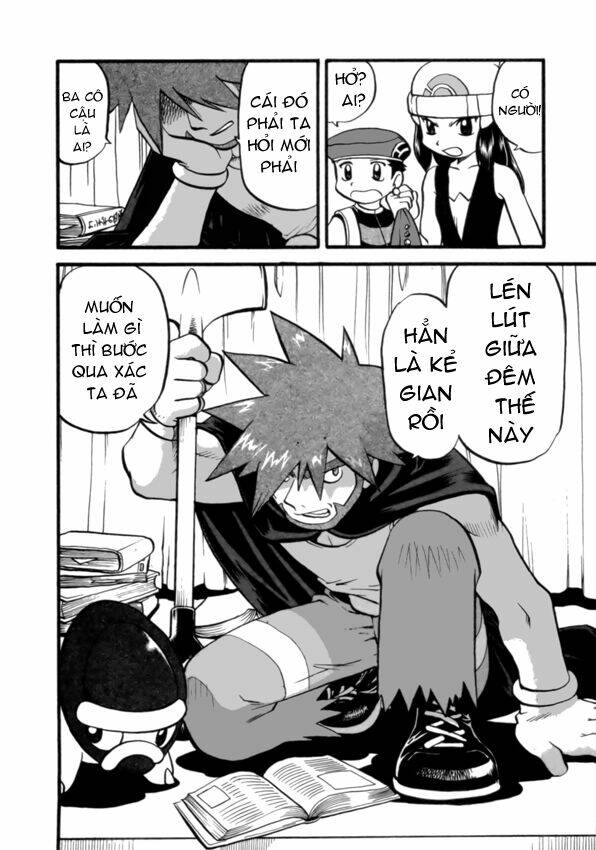 CÓ
NGƯỜI!
HỞ?
AI?
CÁI ĐÓ
PHẢI TA
HỎI MỚI
PHẢI
BA CÔ
CẬU
LÀ
AI?
LÉN
LÚT
GIỮA
ĐÊM
THẾ
NÀY
HẲN
LÀ KẺ
GIAN
RỒI
MUỐN
LÀM GÌ
THÌ BƯỚC
QUA XÁC
TA ĐÃ